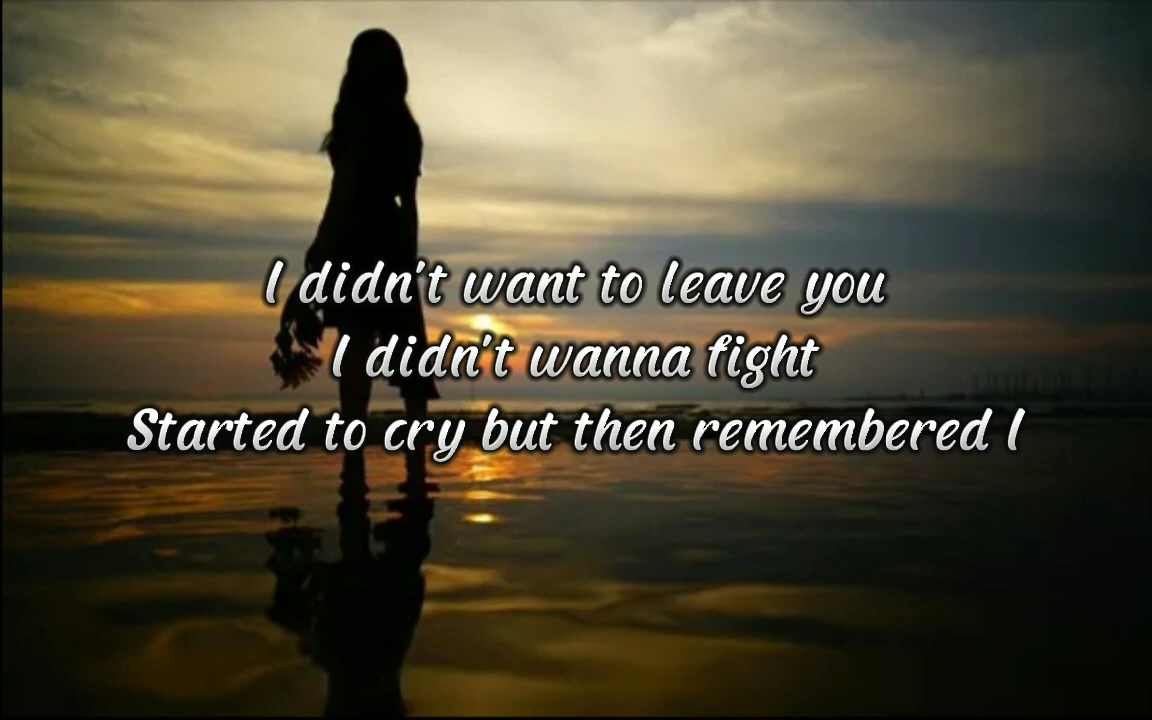 I didn't want to leave you
I didn't wanna fight
Started to cry but then remembered I